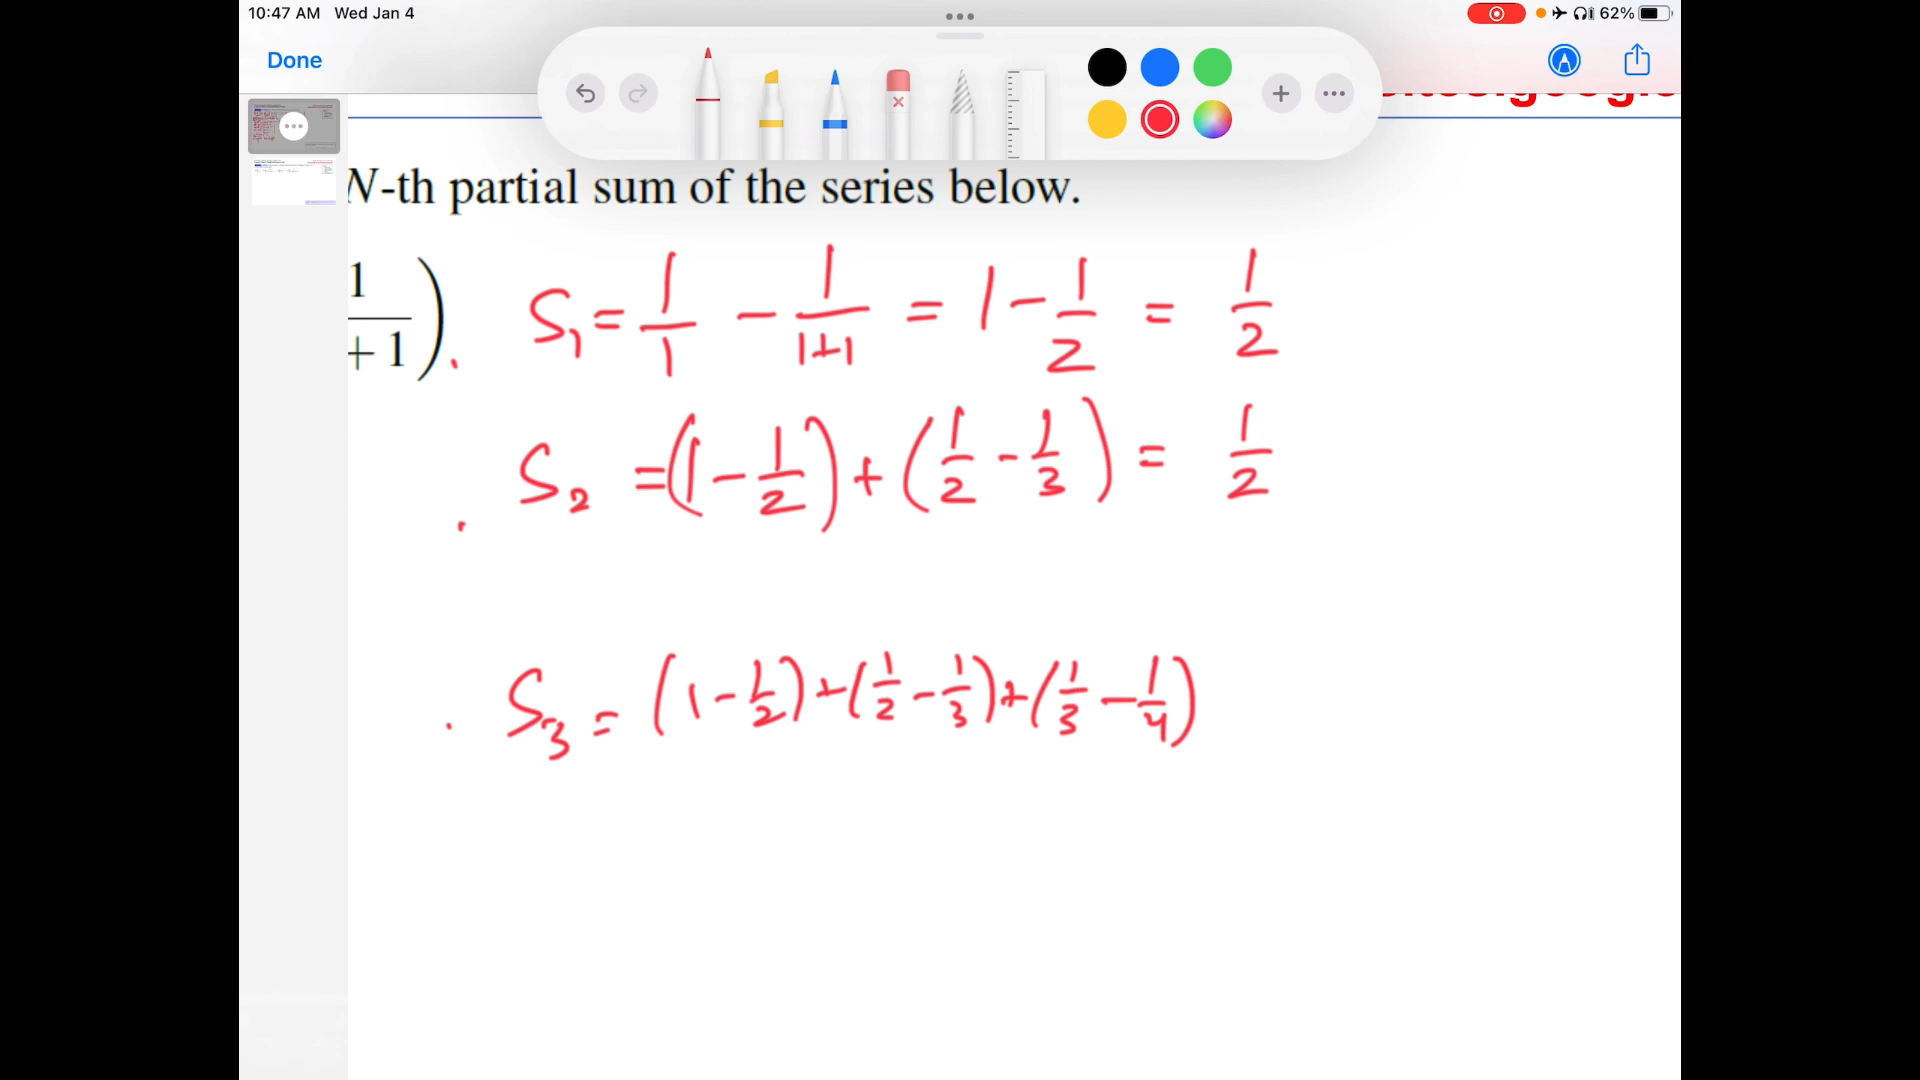 10:47 AM Wed Jan 4
62%
Done
N-th partial sum of the series below.
1
+ 1 ).
S₁ = 1/1 - 1/1+1 = 1 - 1/2 = 1/2
S₂ = (1 - 1/2) + (1/2 - 1/3) = 1/2
S₃ = (1 - 1/2) + (1/2 - 1/3) + (1/3 - 1/4)